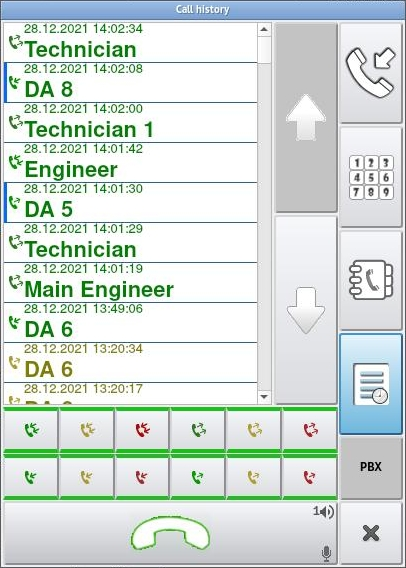 Call history
28.12.2021 14:02:34
Technician
28.12.2021 14:02:08
DA 8
28.12.2021 14:02:00
Technician 1
28.12.2021 14:01:42
Engineer
28.12.2021 14:01:30
DA 5
28.12.2021 14:01:29
Technician
28.12.2021 14:01:19
Main Engineer
28.12.2021 13:49:06
DA 6
28.12.2021 13:20:34
DA 6
28.12.2021 13:20:17
1 2 3
4 5 6
7 8 9
PBX
1